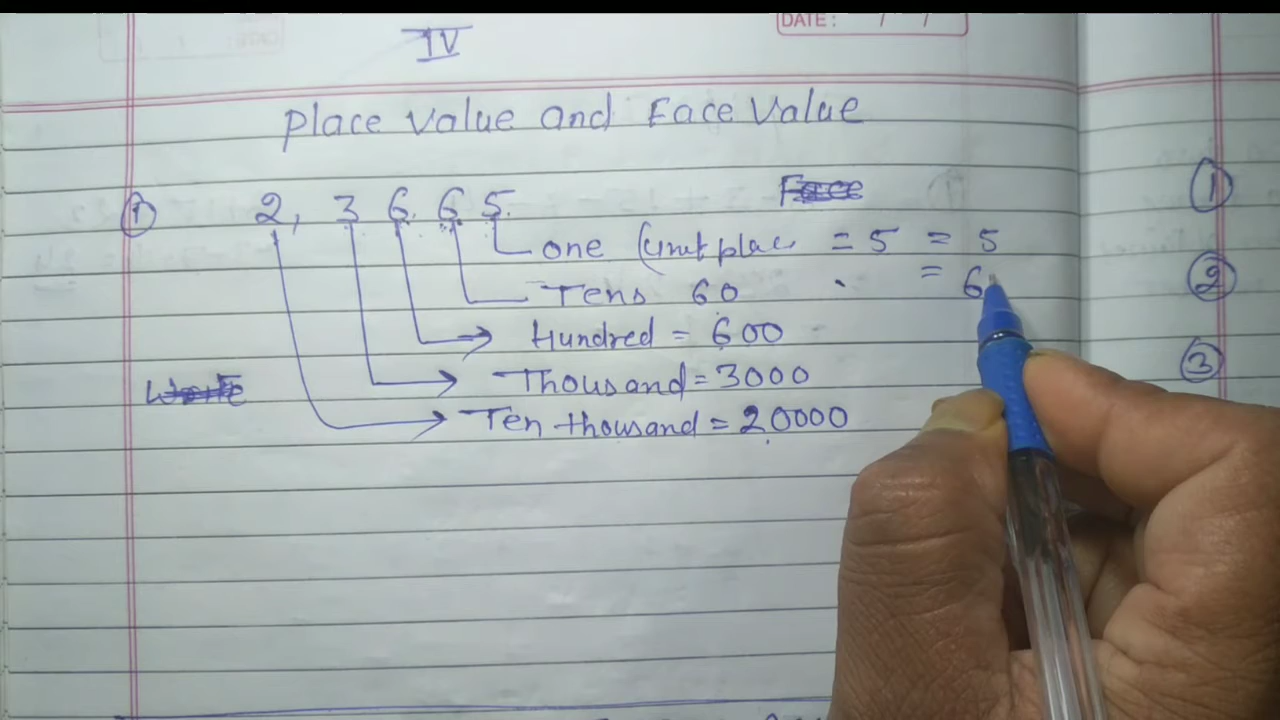 DATE: / /
IV
Place Value and Face Value
① 2, 3 6 6 5.
one (Unit place = 5 = 5
Tens 60 = 6
Hundred = 600
Thousand = 3000
Ten thousand = 20000
①
②
③